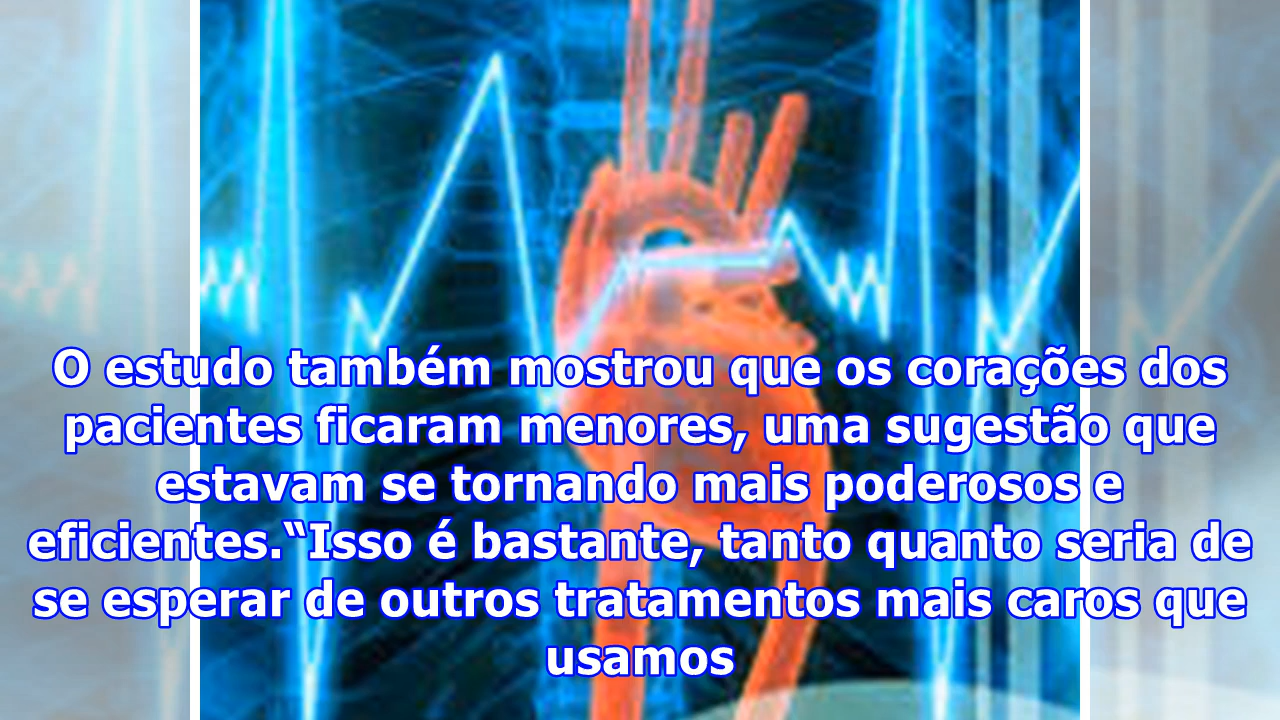 O estudo também mostrou que os corações dos
pacientes ficaram menores, uma sugestão que
estavam se tornando mais poderosos e
eficientes.“Isso é bastante, tanto quanto seria de
se esperar de outros tratamentos mais caros que
usamos